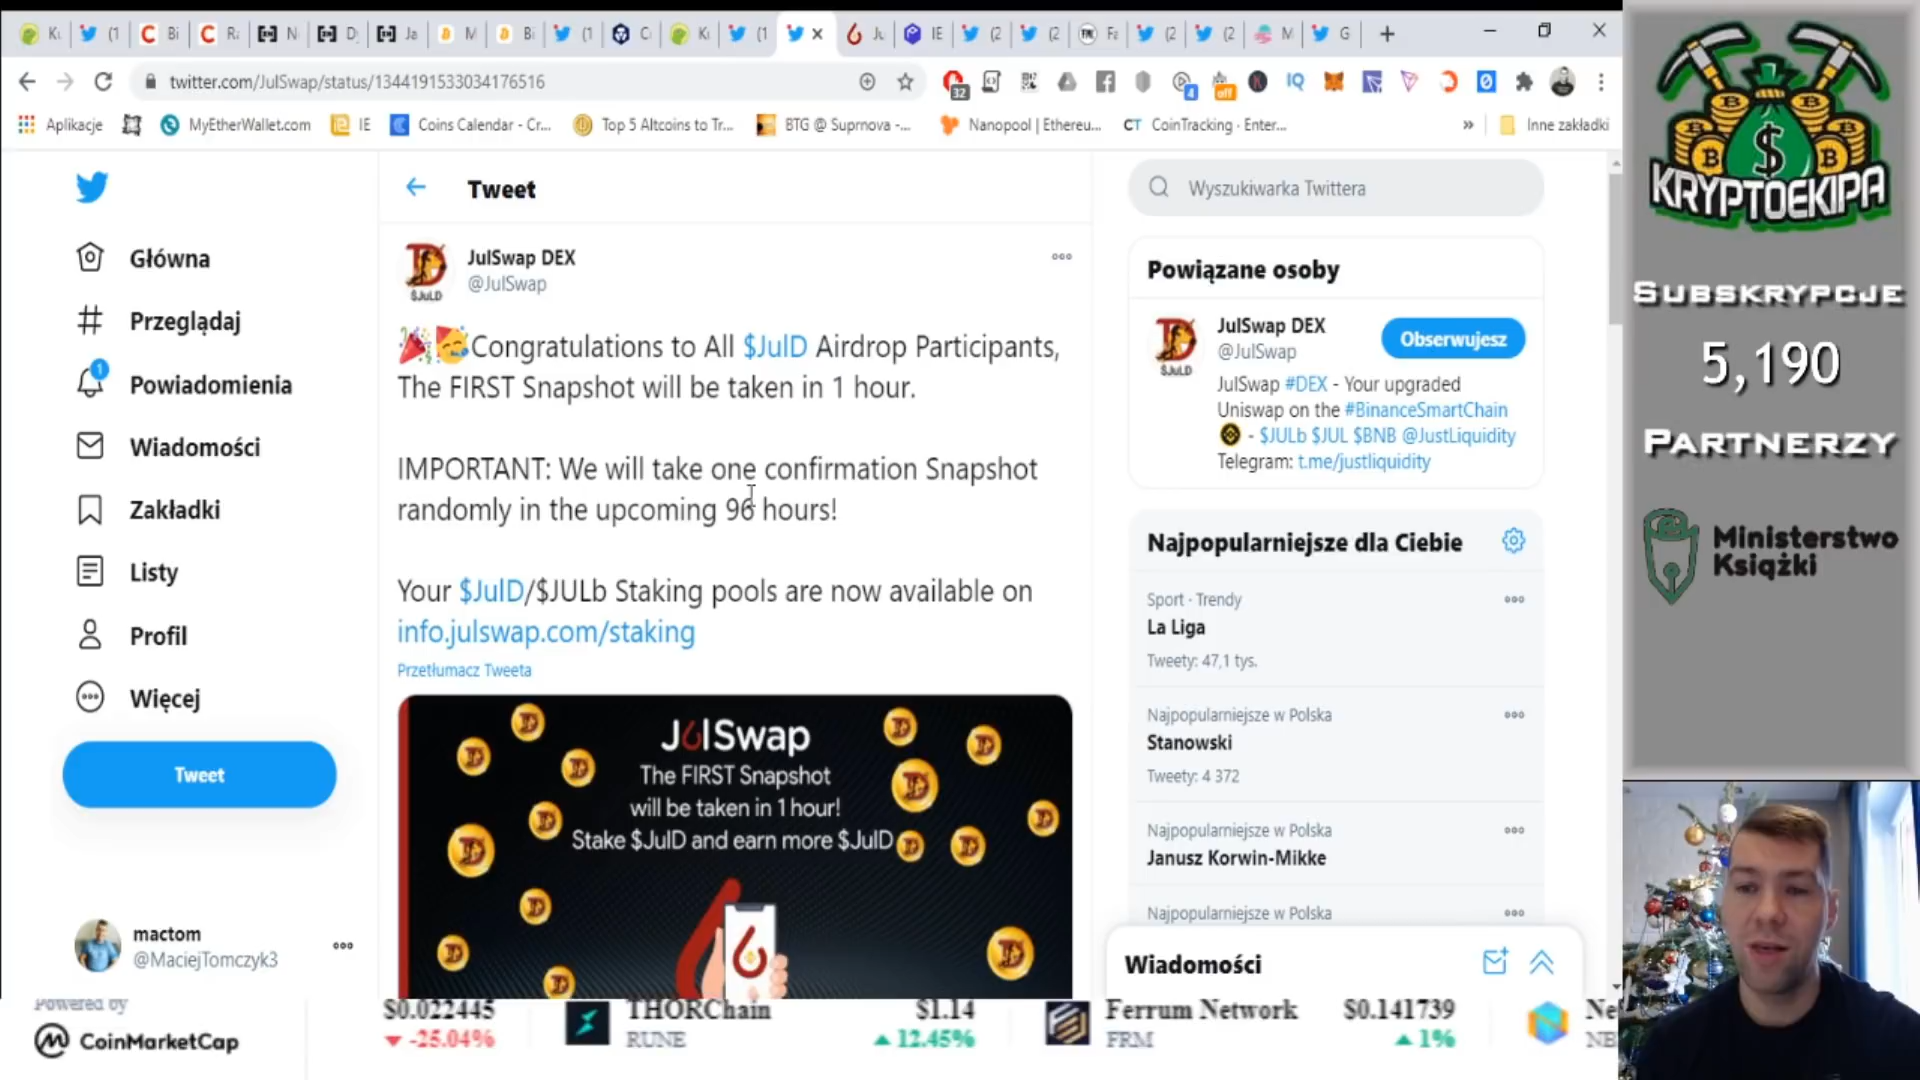 twitter.com/JulSwap/status/1344191533034176516
Aplikacje
MyEtherWallet.com
IE
Coins Calendar - Cr...
Top 5 Altcoins to Tr...
BTG @ Suprnova -...
Nanopool | Ethereu...
CoinTracking · Enter...
Inne zakładki
Główna
Przeglądaj
Powiadomienia
Wiadomości
Zakładki
Listy
Profil
Więcej
Tweet
mactom
@MaciejTomczyk3
Tweet
JulSwap DEX
@JulSwap
Congratulations to All $JulD Airdrop Participants,
The FIRST Snapshot will be taken in 1 hour.
IMPORTANT: We will take one confirmation Snapshot
randomly in the upcoming 96 hours!
Your $JulD/$JULb Staking pools are now available on
info.julswap.com/staking
Przetłumacz Tweeta
JulSwap
The FIRST Snapshot
will be taken in 1 hour!
Stake $JulD and earn more $JulD
Wyszukiwarka Twittera
Powiązane osoby
JulSwap DEX
@JulSwap
Obserwujesz
JulSwap #DEX - Your upgraded
Uniswap on the #BinanceSmartChain
- $JULb $JUL $BNB @JustLiquidity
Telegram: t.me/justliquidity
Najpopularniejsze dla Ciebie
Sport · Trendy
La Liga
Tweety: 47,1 tys.
Najpopularniejsze w Polska
Stanowski
Tweety: 4 372
Najpopularniejsze w Polska
Janusz Korwin-Mikke
Najpopularniejsze w Polska
Wiadomości
KRYPTOEKIPA
SUBSKRYPCJE
5,190
PARTNERZY
Ministerstwo
Książki
Powered by
CoinMarketCap
$0.022445
-25.04%
THORChain
RUNE
$1.14
12.45%
Ferrum Network
FRM
$0.141739
1%